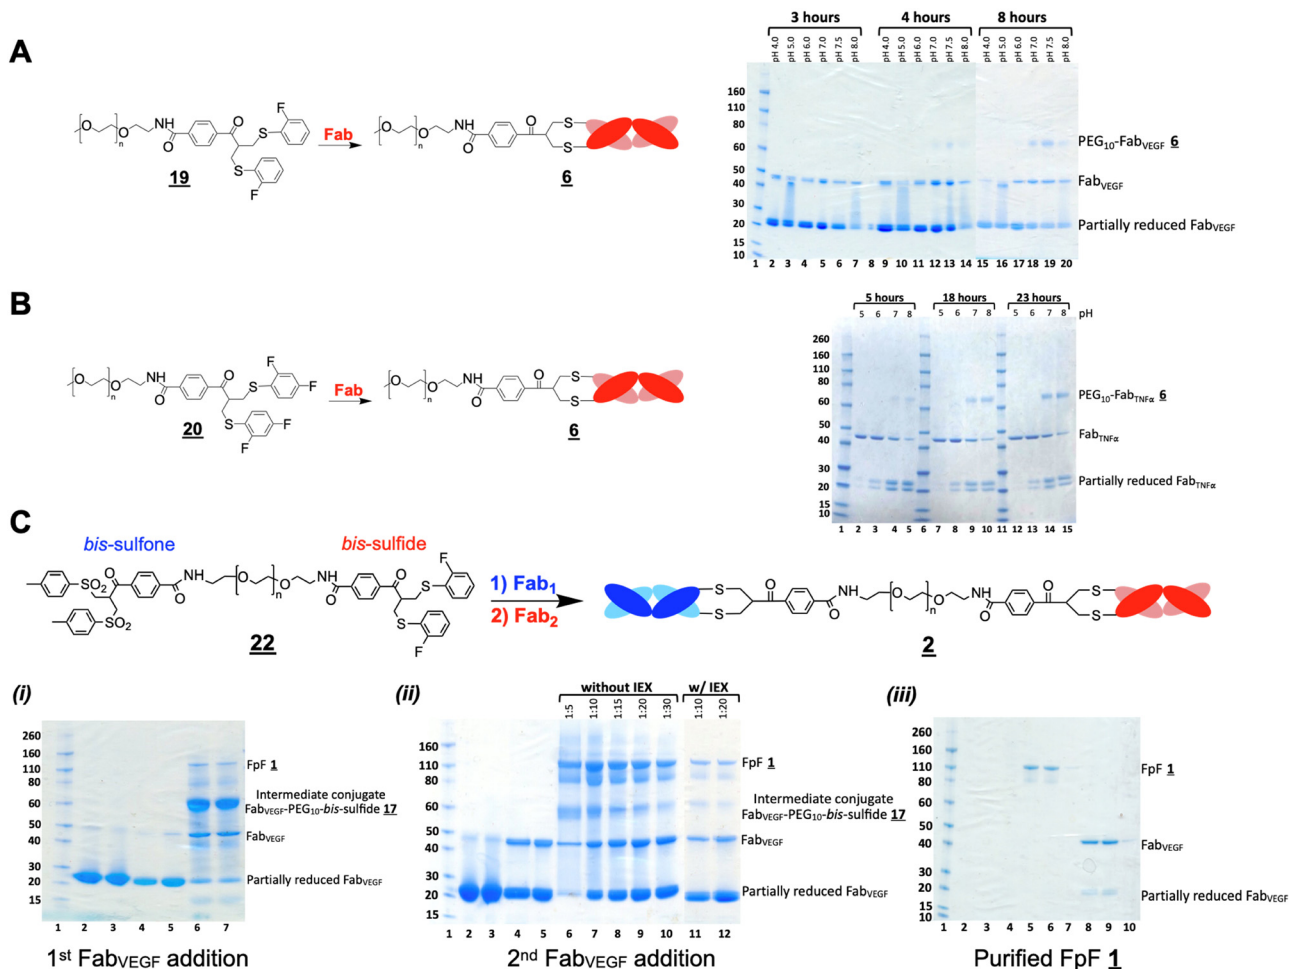 A
3 hours
4 hours
8 hours
pH 4.0 pH 5.0 pH 6.0 pH 7.0 pH 7.5 pH 8.0 pH 4.0 pH 5.0 pH 6.0 pH 7.0 pH 7.5 pH 8.0 pH 4.0 pH 5.0 pH 6.0 pH 7.0 pH 7.5 pH 8.0
O O n NH O O S F S F
19
Fab
O O n NH O O S S
6
160
110
80
60
50
40
30
20
15
10
PEG10-FabVEGF 6
FabVEGF
Partially reduced FabVEGF
1 2 3 4 5 6 7 8 9 10 11 12 13 14 15 16 17 18 19 20
B
5 hours
18 hours
23 hours
5 6 7 8 5 6 7 8 5 6 7 8 pH
O O n NH O O S F F S F F
20
Fab
O O n NH O O S S
6
260
160
110
80
60
50
40
30
20
15
10
PEG10-FabTNFα 6
FabTNFα
Partially reduced FabTNFα
1 2 3 4 5 6 7 8 9 10 11 12 13 14 15
C
bis-sulfone
bis-sulfide
SO2 O SO2 O HN O n O NH O O S F S F
22
1) Fab1
2) Fab2
S S O O HN O n O NH O O S S
2
(i)
260
160
110
80
60
50
40
30
20
15
FpF 1
Intermediate conjugate
FabVEGF-PEG10-bis-sulfide 17
FabVEGF
Partially reduced FabVEGF
1 2 3 4 5 6 7
1st FabVEGF addition
(ii)
without IEX
w/ IEX
1:5 1:10 1:15 1:20 1:30 1:10 1:20
160
110
80
60
50
40
30
20
15
FpF 1
Intermediate conjugate
FabVEGF-PEG10-bis-sulfide 17
FabVEGF
Partially reduced FabVEGF
1 2 3 4 5 6 7 8 9 10 11 12
2nd FabVEGF addition
(iii)
260
160
110
80
60
50
40
30
20
15
10
FpF 1
FabVEGF
Partially reduced FabVEGF
1 2 3 4 5 6 7 8 9 10
Purified FpF 1